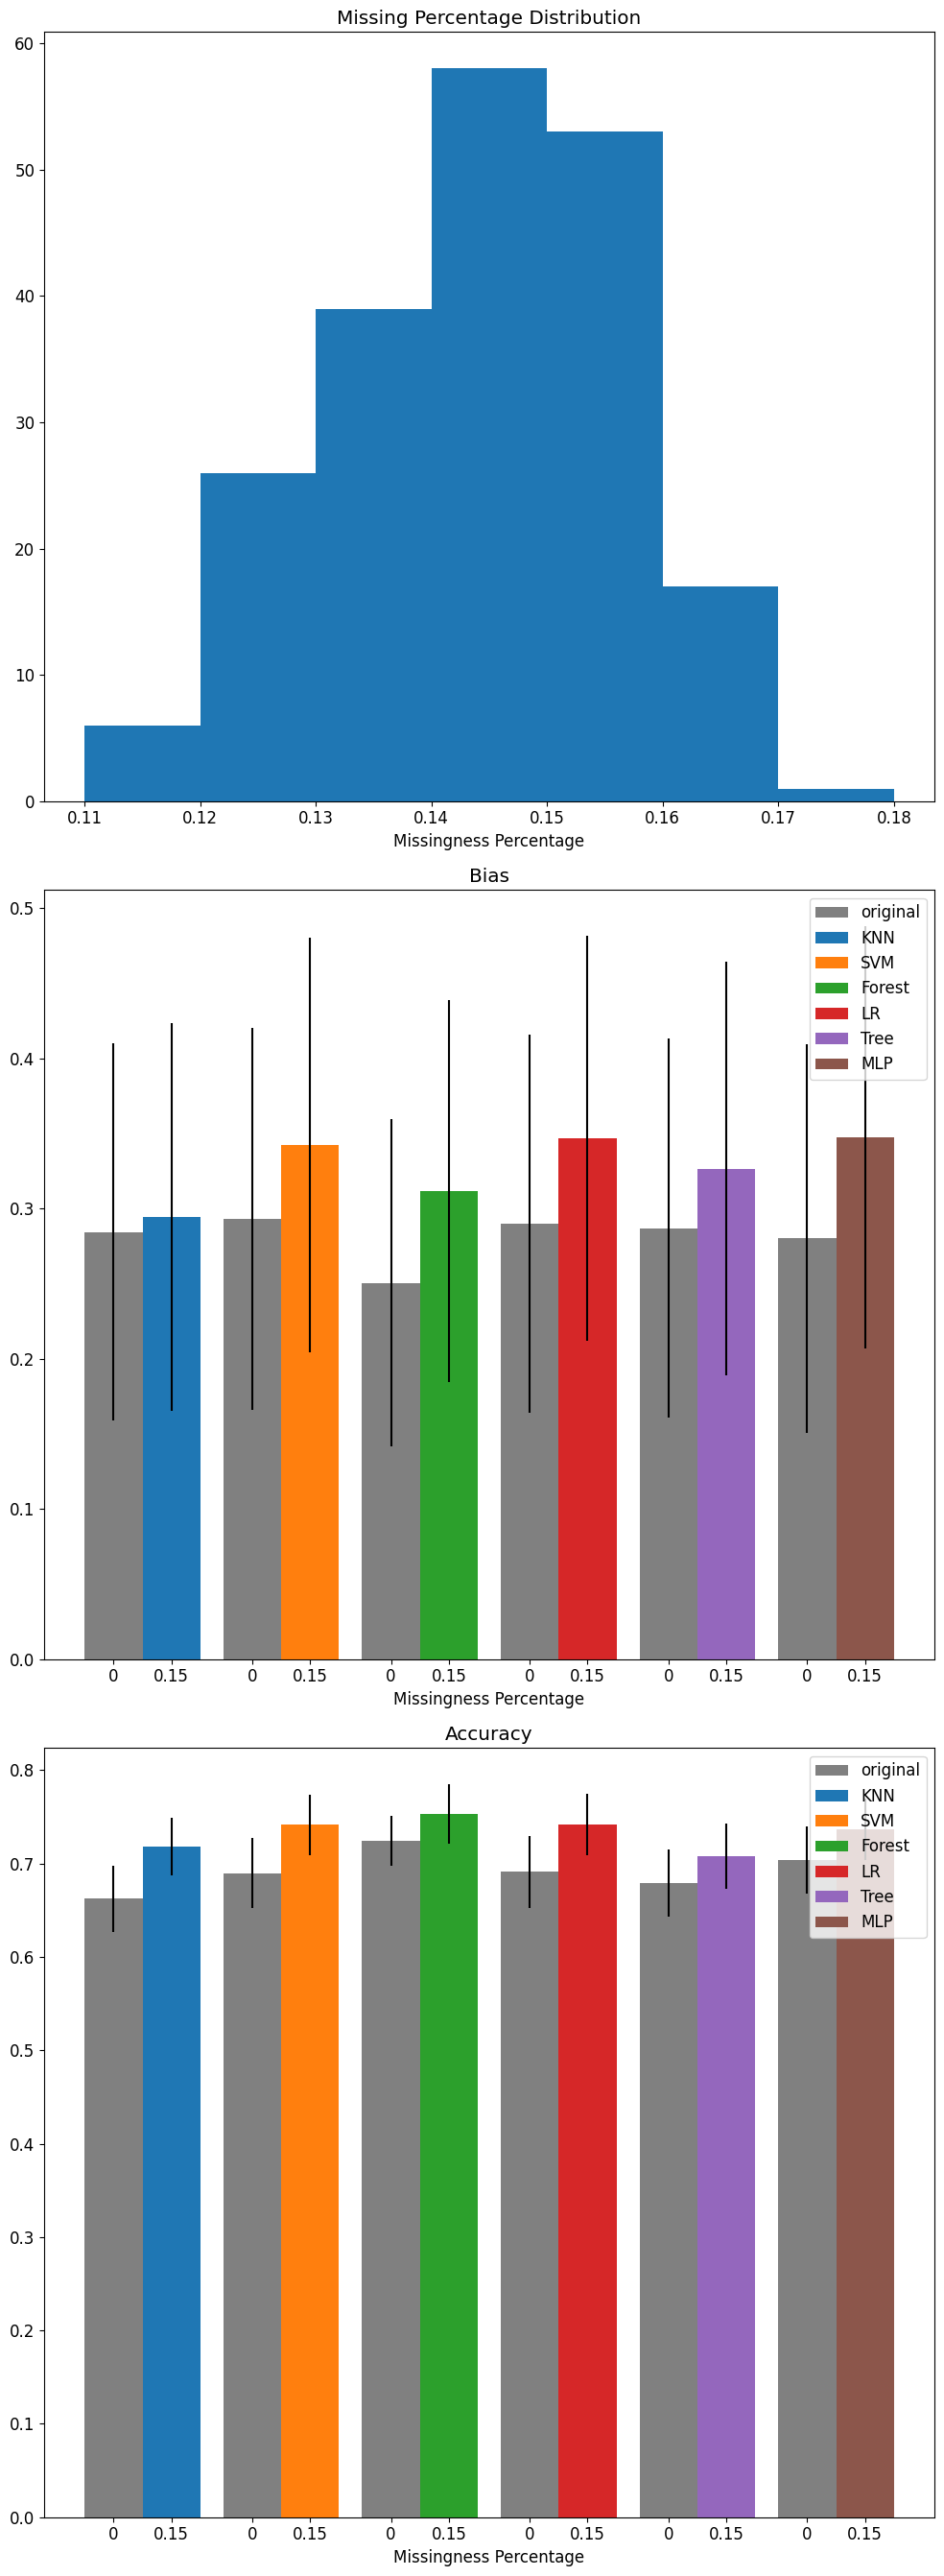 Missing Percentage Distribution
60
50
40
30
20
10
0
0.11 0.12 0.13 0.14 0.15 0.16 0.17 0.18
Missingness Percentage
Bias
0.5
0.4
0.3
0.2
0.1
0.0
original
KNN
SVM
Forest
LR
Tree
MLP
0 0.15 0 0.15 0 0.15 0 0.15 0 0.15 0 0.15
Missingness Percentage
Accuracy
0.8
0.7
0.6
0.5
0.4
0.3
0.2
0.1
0.0
original
KNN
SVM
Forest
LR
Tree
MLP
0 0.15 0 0.15 0 0.15 0 0.15 0 0.15 0 0.15
Missingness Percentage